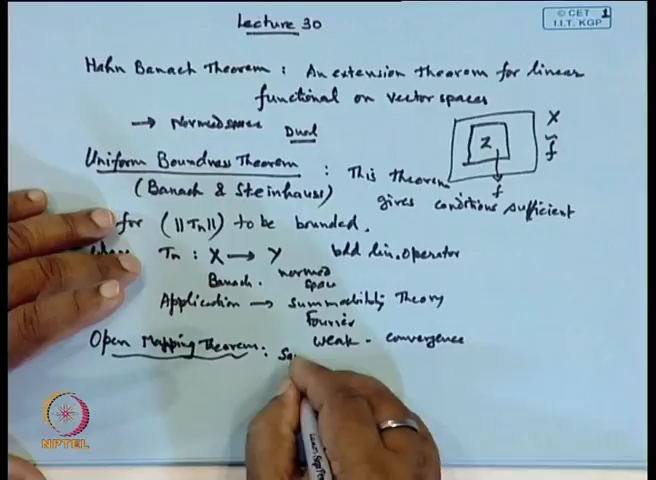 Lecture 30
© CET
I.I.T. KGP
1
Hahn Banach Theorem : An extension theorem for linear
functional on vector spaces
→ Normed space Dual
X
Z
f̃
f
Uniform Boundness Theorem : This theorem
(Banach & Steinhauss) gives conditions sufficient
for (||Tn||) to be bounded.
Tn : X → Y bdd lin. operator
Banach. normed space
Application → summability Theory
Fourier
weak - convergence
Open Mapping Theorem :
NPTEL